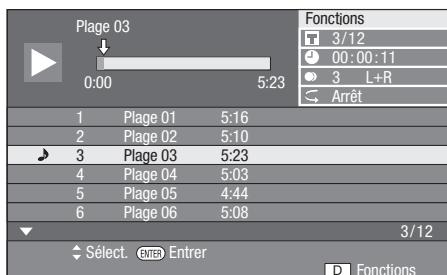 Plage 03
0:00 5:23
Fonctions
T 3/12
00:00:11
3 L+R
Arrêt
1 Plage 01 5:16
2 Plage 02 5:10
3 Plage 03 5:23
4 Plage 04 5:03
5 Plage 05 4:44
6 Plage 06 5:08
3/12
Sélect. ENTER Entrer
D Fonctions